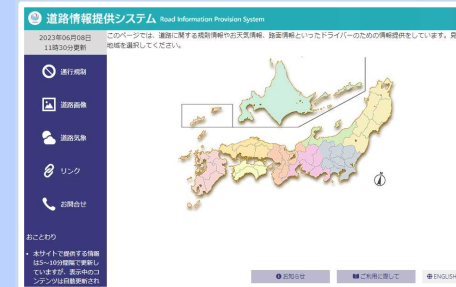 道路情報提供システム Road Information Provision System
2023年06月08日
11時30分更新
このページでは、道路に関する規制情報やお天気情報、路面情報といったドライバーのための情報提供をしています。見
地域を選択してください。
通行規制
道路画像
道路気象
リンク
お問合せ
おことわり
・本サイトで提供する情報
は5～10分間隔で更新し
ていますが、表示中のコ
ンテンツは自動更新され
お知らせ
ご利用に際して
ENGLISH